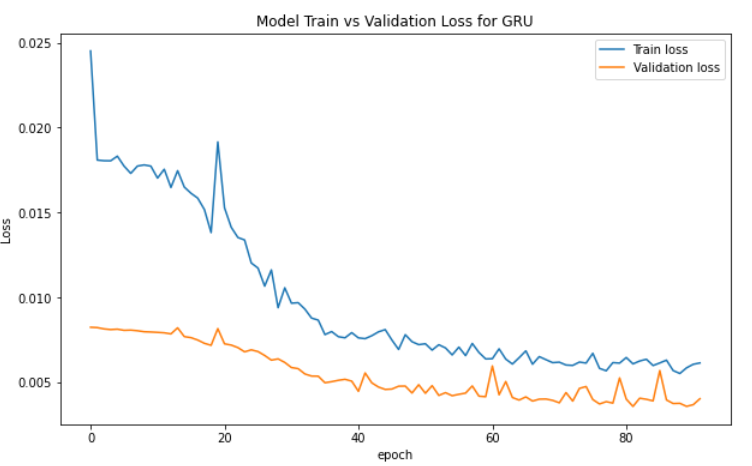 Model Train vs Validation Loss for GRU
0.025
0.020
0.015
0.010
0.005
Loss
Train loss
Validation loss
0
20
40
60
80
epoch